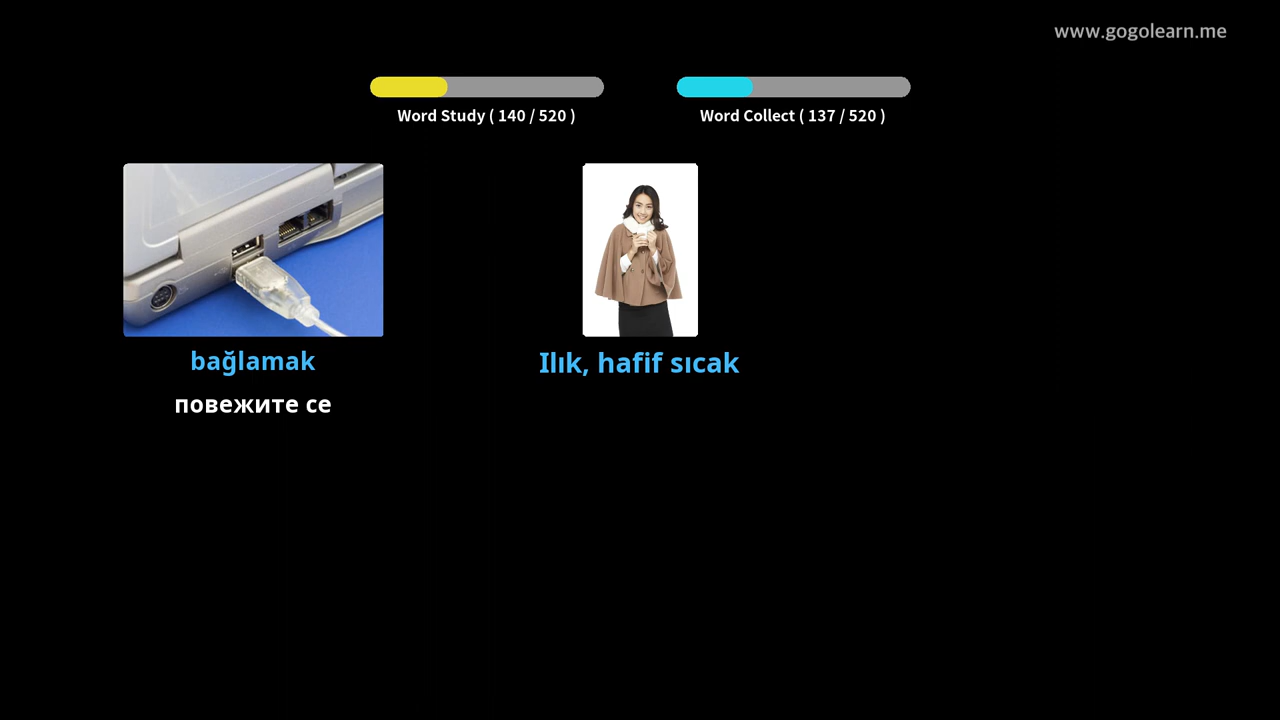 www.gogolearn.me
Word Study ( 140 / 520 )
Word Collect ( 137 / 520 )
bağlamak
повежите се
Ilık, hafif sıcak